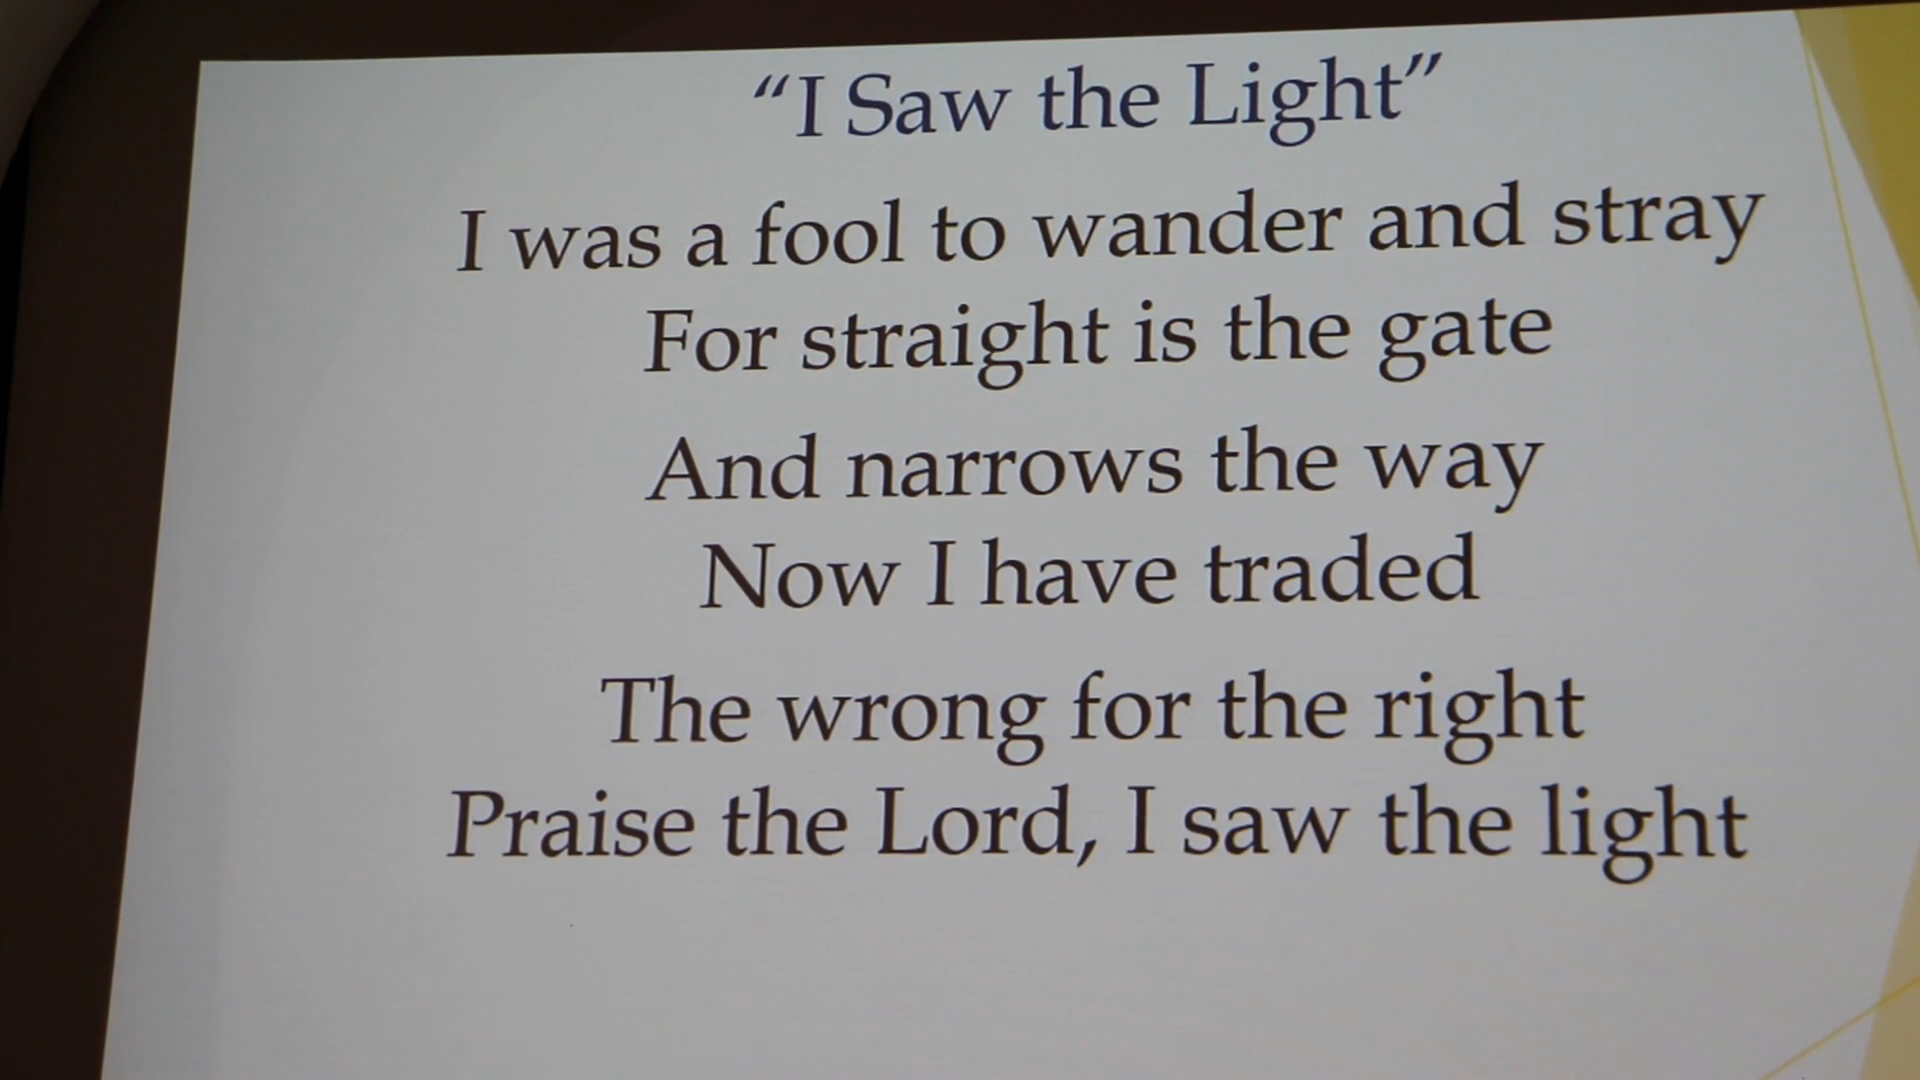 “I Saw the Light”
I was a fool to wander and stray
For straight is the gate
And narrows the way
Now I have traded
The wrong for the right
Praise the Lord, I saw the light